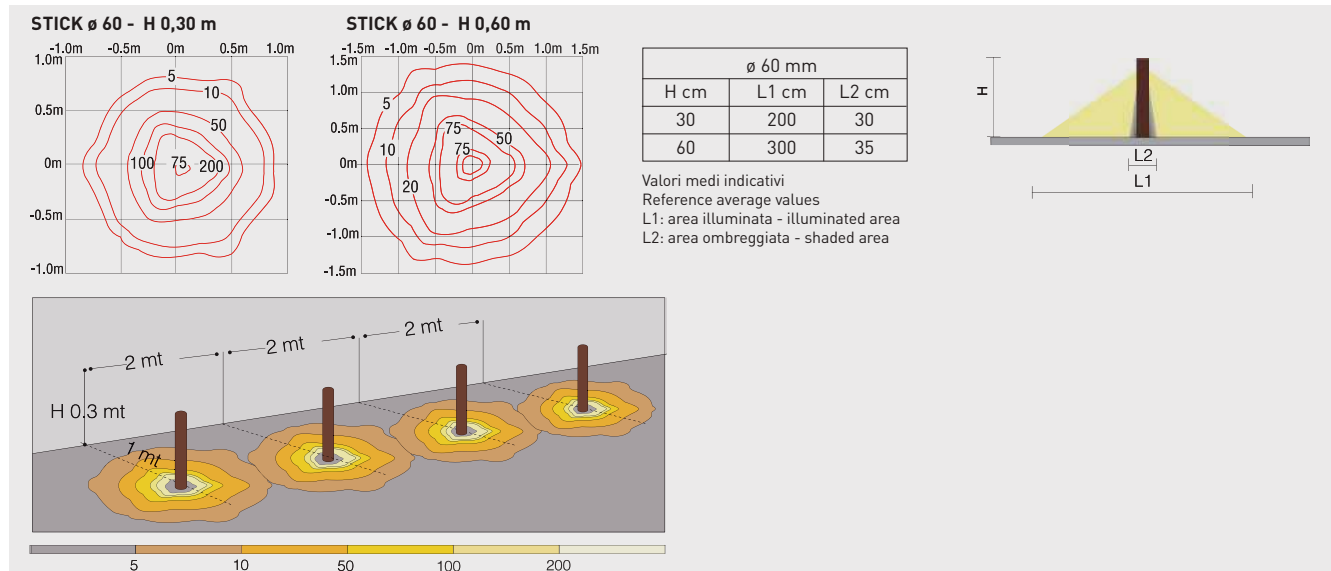 STICK ø 60 - H 0,30 m
-1.0m -0.5m 0m 0.5m 1.0m
1.0m
0.5m
0m
-0.5m
-1.0m
5
10
50
100 75 200
STICK ø 60 - H 0,60 m
-1.5m -1.0m -0.5m 0m 0.5m 1.0m 1.5m
1.5m
1.0m
0.5m
0m
-0.5m
-1.0m
-1.5m
5
75 50
10 75
20
ø 60 mm
H cm L1 cm L2 cm
30 200 30
60 300 35
Valori medi indicativi
Reference average values
L1: area illuminata - illuminated area
L2: area ombreggiata - shaded area
H
L2
L1
2 mt 2 mt 2 mt
H 0.3 mt
1 mt
5 10 50 100 200